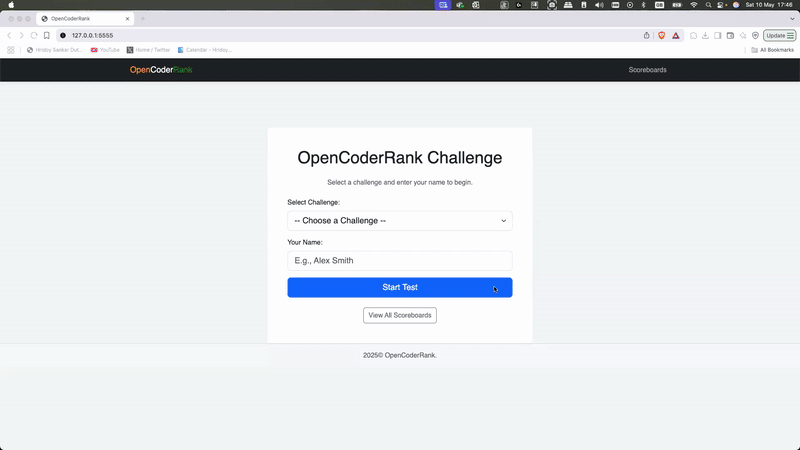 Sat 10 May 17:46
OpenCoderRank
127.0.0.1:5555
Update
Hridoy Sankar Dut...
YouTube
Home / Twitter
Calendar - Hridoy...
All Bookmarks
OpenCoderRank
Scoreboards
OpenCoderRank Challenge
Select a challenge and enter your name to begin.
Select Challenge:
-- Choose a Challenge --
Your Name:
E.g., Alex Smith
Start Test
View All Scoreboards
2025© OpenCoderRank.